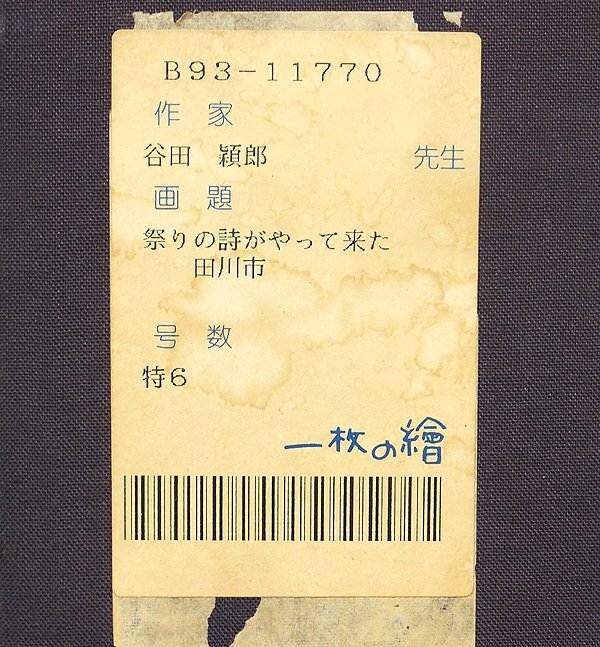 B93-11770
作 家
谷田 穎郎 先生
画 題
祭りの詩がやって来た
田川市
号 数
特6
一枚の繪